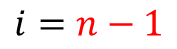 i = n − 1